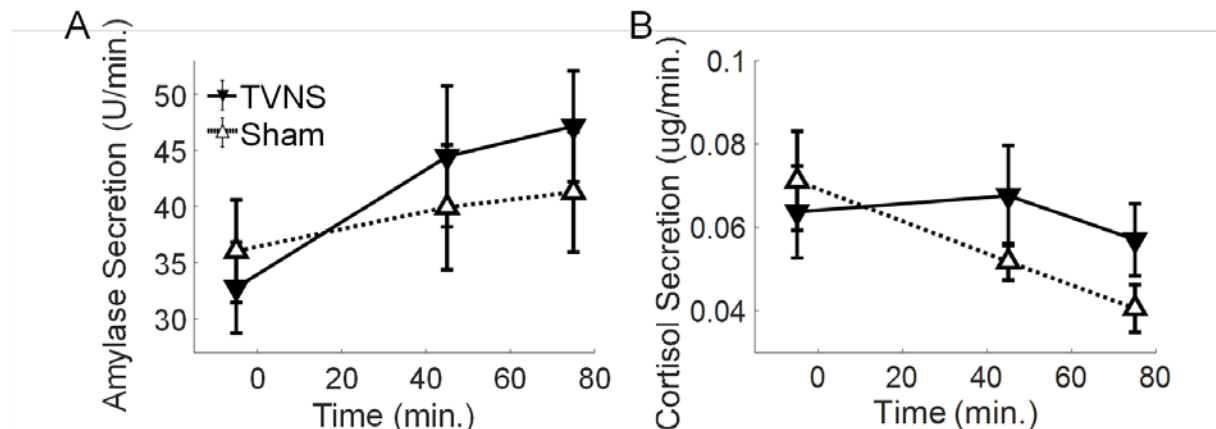 A
Amylase Secretion (U/min.)
50
45
40
35
30
TVNS
Sham
0 20 40 60 80
Time (min.)
B
Cortisol Secretion (ug/min.)
0.1
0.08
0.06
0.04
0 20 40 60 80
Time (min.)